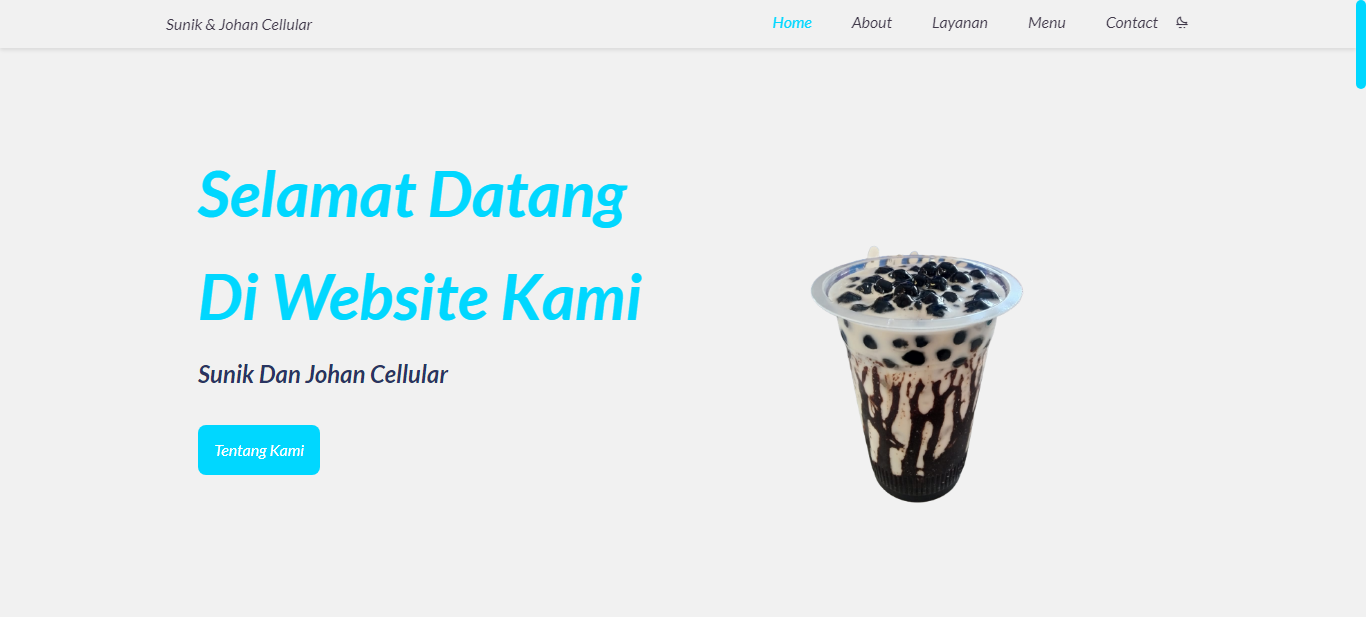 Sunik & Johan Cellular
Home About Layanan Menu Contact
Selamat Datang
Di Website Kami
Sunik Dan Johan Cellular
Tentang Kami